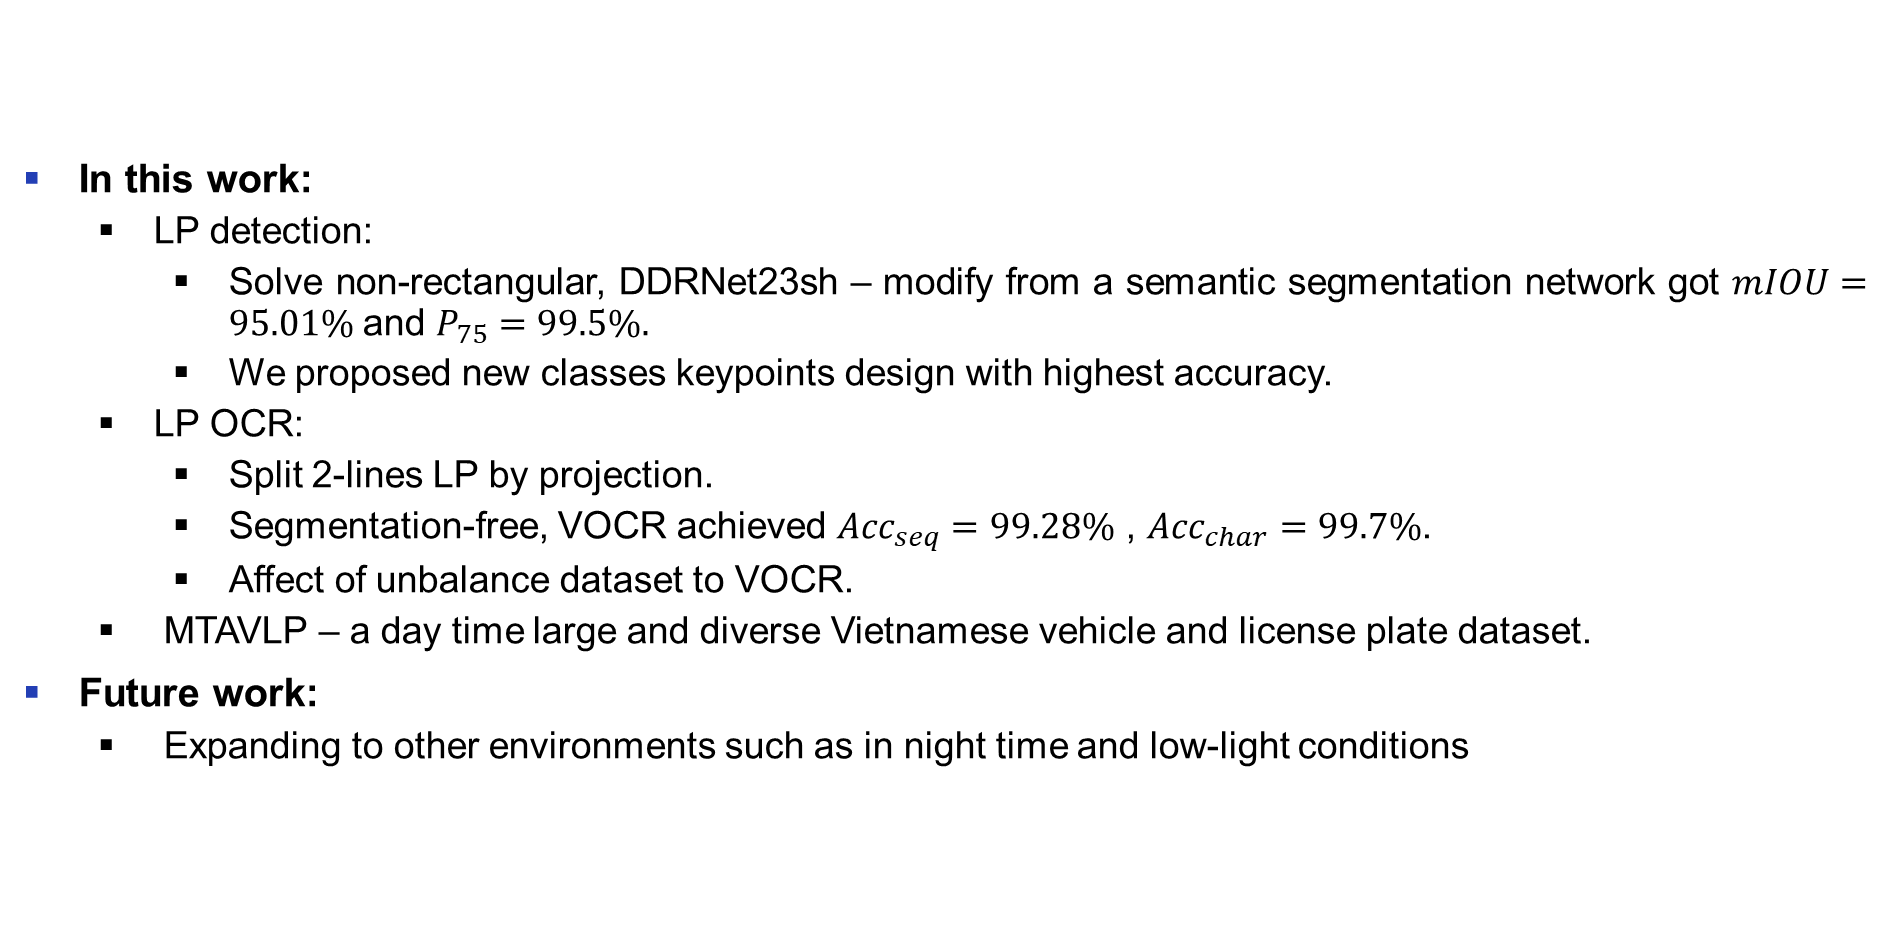 ▪ In this work:
▪ LP detection:
▪ Solve non-rectangular, DDRNet23sh – modify from a semantic segmentation network got mIOU =
95.01% and P₇₅ = 99.5%.
▪ We proposed new classes keypoints design with highest accuracy.
▪ LP OCR:
▪ Split 2-lines LP by projection.
▪ Segmentation-free, VOCR achieved Acc_seq = 99.28% , Acc_char = 99.7%.
▪ Affect of unbalance dataset to VOCR.
▪ MTAVLP – a day time large and diverse Vietnamese vehicle and license plate dataset.
▪ Future work:
▪ Expanding to other environments such as in night time and low-light conditions